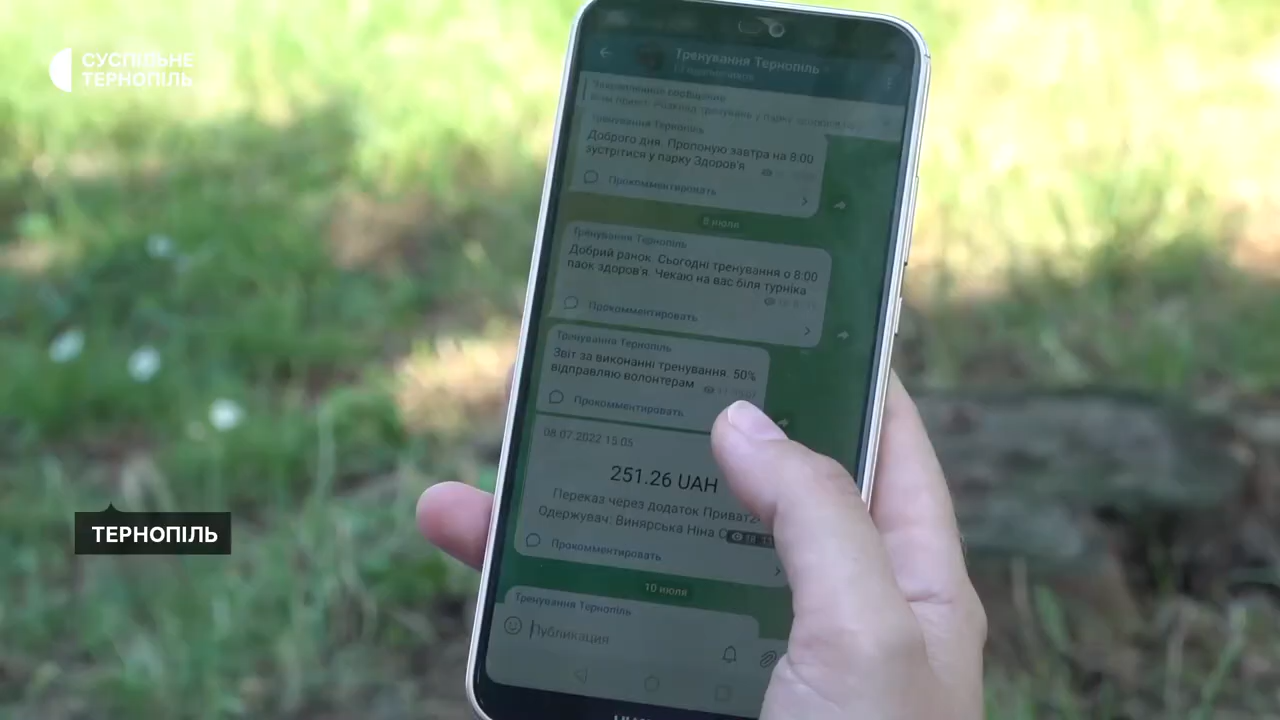 СУСПІЛЬНЕ
ТЕРНОПІЛЬ
Тренування Тернопіль
Закрепленное сообщение
Тренування Тернопіль
Доброго дня. Пропоную завтра на 8:00
зустрітися у парку Здоров'я
Прокомментировать
8 июля
Тренування Тернопіль
Добрий ранок. Сьогодні тренування о 8:00
паок здоров'я. Чекаю на вас біля турніка
Прокомментировать
Тренування Тернопіль
Звіт за виконанні тренування. 50%
відправляю волонтерам
Прокомментировать
08.07.2022 15:05
251.26 UAH
Переказ через додаток
Одержувач: Винярська Ніна
Прокомментировать
10 июля
Тренування Тернопіль
Публикация
ТЕРНОПІЛЬ